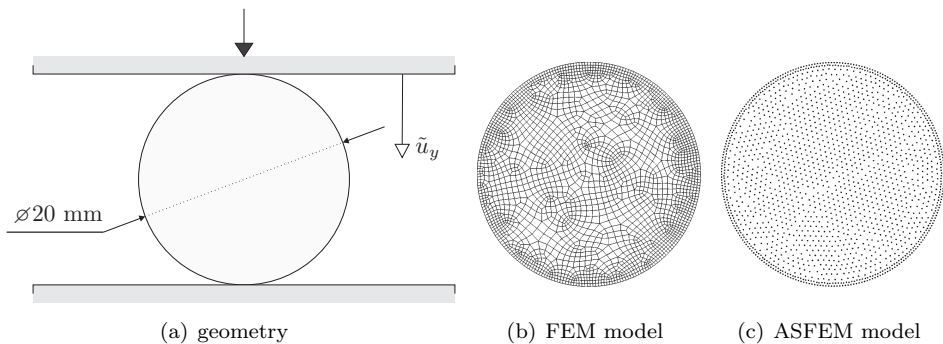 ũ_y
⌀20 mm
(a) geometry
(b) FEM model
(c) ASFEM model